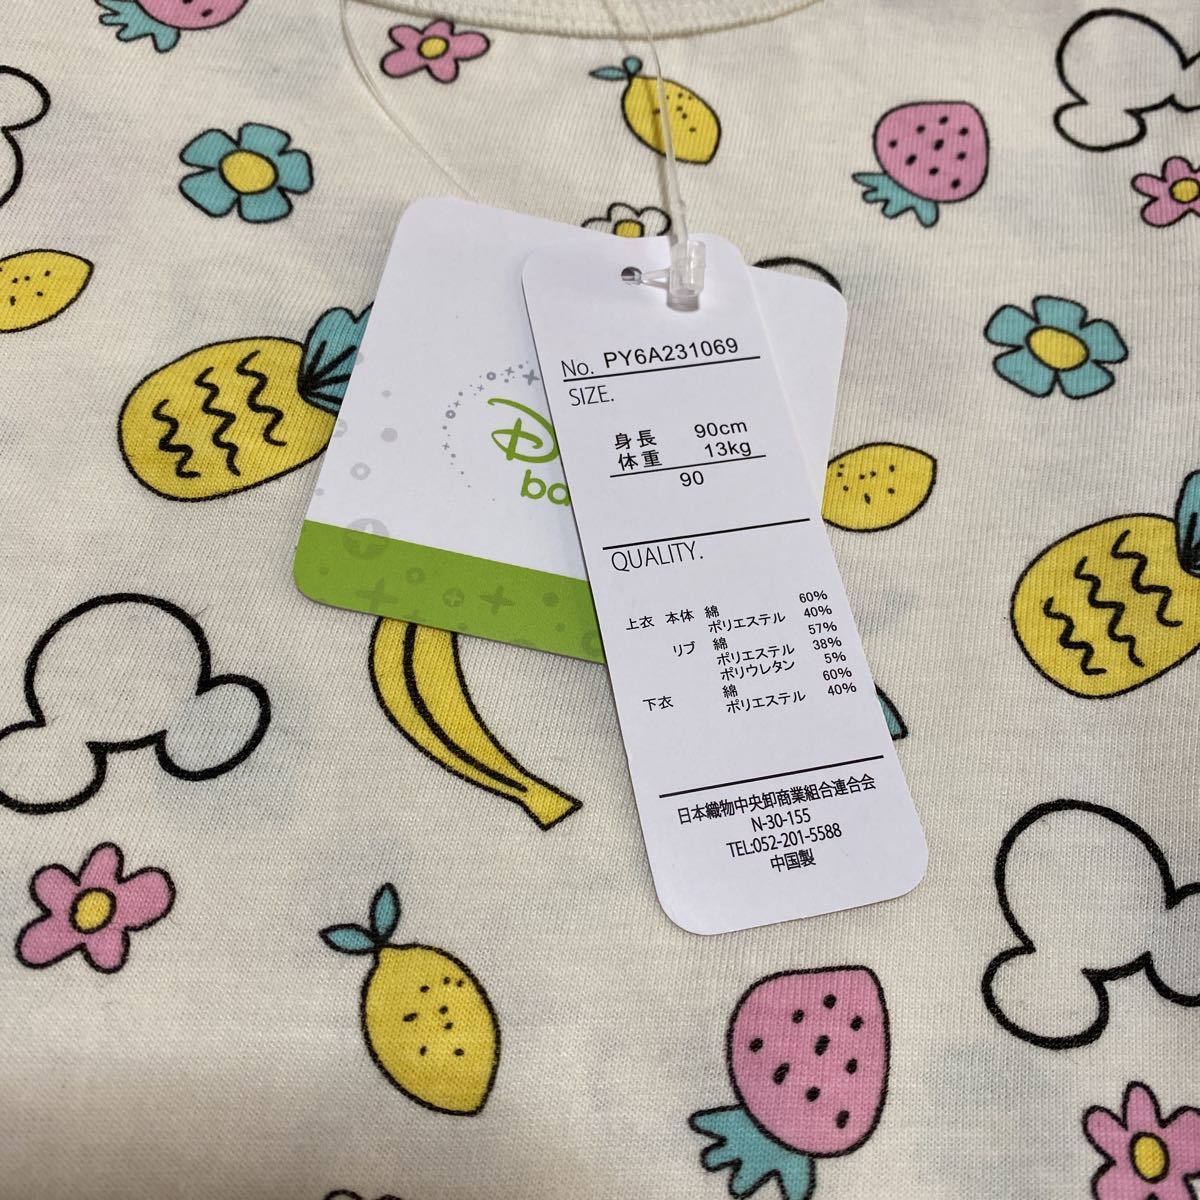 No. PY6A231069
SIZE.
身長 90cm
体重 13kg
90
QUALITY.
上衣 本体 綿 60%
ポリエステル 40%
リブ 綿 57%
ポリエステル 38%
ポリウレタン 5%
下衣 綿 60%
ポリエステル 40%
日本織物中央卸商業組合連合会
N-30-155
TEL:052-201-5588
中国製